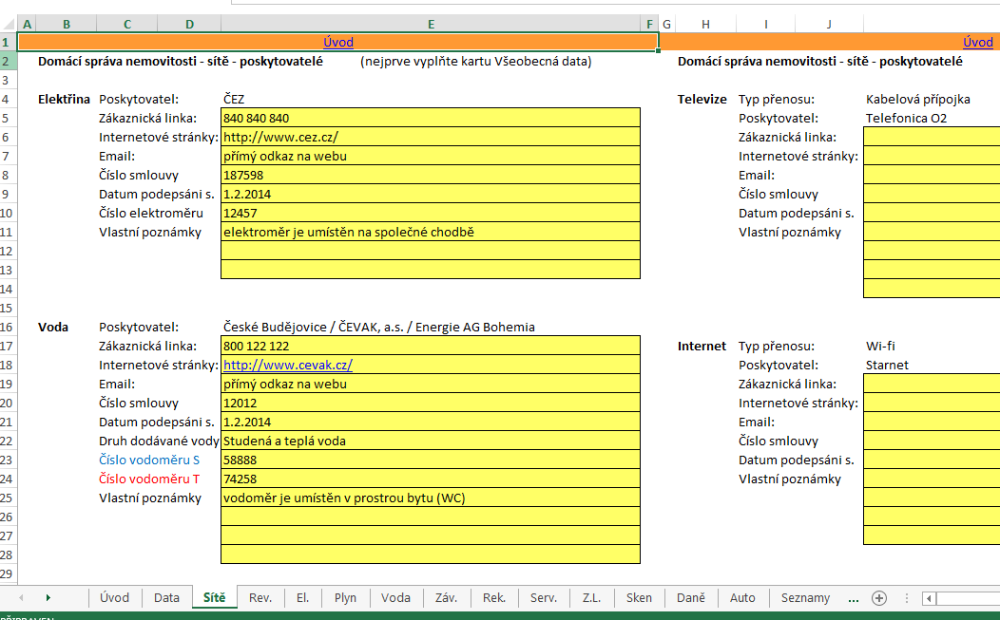 A B C D E F G H I J
1 Úvod Úvod
2 Domácí správa nemovitosti - sítě - poskytovatelé (nejprve vyplňte kartu Všeobecná data) Domácí správa nemovitosti - sítě - poskytovatelé
3
4 Elektřina Poskytovatel: ČEZ Televize Typ přenosu: Kabelová přípojka
5 Zákaznická linka: 840 840 840 Poskytovatel: Telefonica O2
6 Internetové stránky: http://www.cez.cz/ Zákaznická linka:
7 Email: přímý odkaz na webu Internetové stránky:
8 Číslo smlouvy 187598 Email:
9 Datum podepsáni s. 1.2.2014 Číslo smlouvy
10 Číslo elektroměru 12457 Datum podepsáni s.
11 Vlastní poznámky elektroměr je umístěn na společné chodbě Vlastní poznámky
12
13
14
15
16 Voda Poskytovatel: České Budějovice / ČEVAK, a.s. / Energie AG Bohemia
17 Zákaznická linka: 800 122 122 Internet Typ přenosu: Wi-fi
18 Internetové stránky: http://www.cevak.cz/ Poskytovatel: Starnet
19 Email: přímý odkaz na webu Zákaznická linka:
20 Číslo smlouvy 12012 Internetové stránky:
21 Datum podepsáni s. 1.2.2014 Email:
22 Druh dodávané vody Studená a teplá voda Číslo smlouvy
23 Číslo vodoměru S 58888 Datum podepsáni s.
24 Číslo vodoměru T 74258 Vlastní poznámky
25 Vlastní poznámky vodoměr je umístěn v prostrou bytu (WC)
26
27
28
29
Úvod Data Sítě Rev. El. Plyn Voda Záv. Rek. Serv. Z.L. Sken Daně Auto Seznamy ...